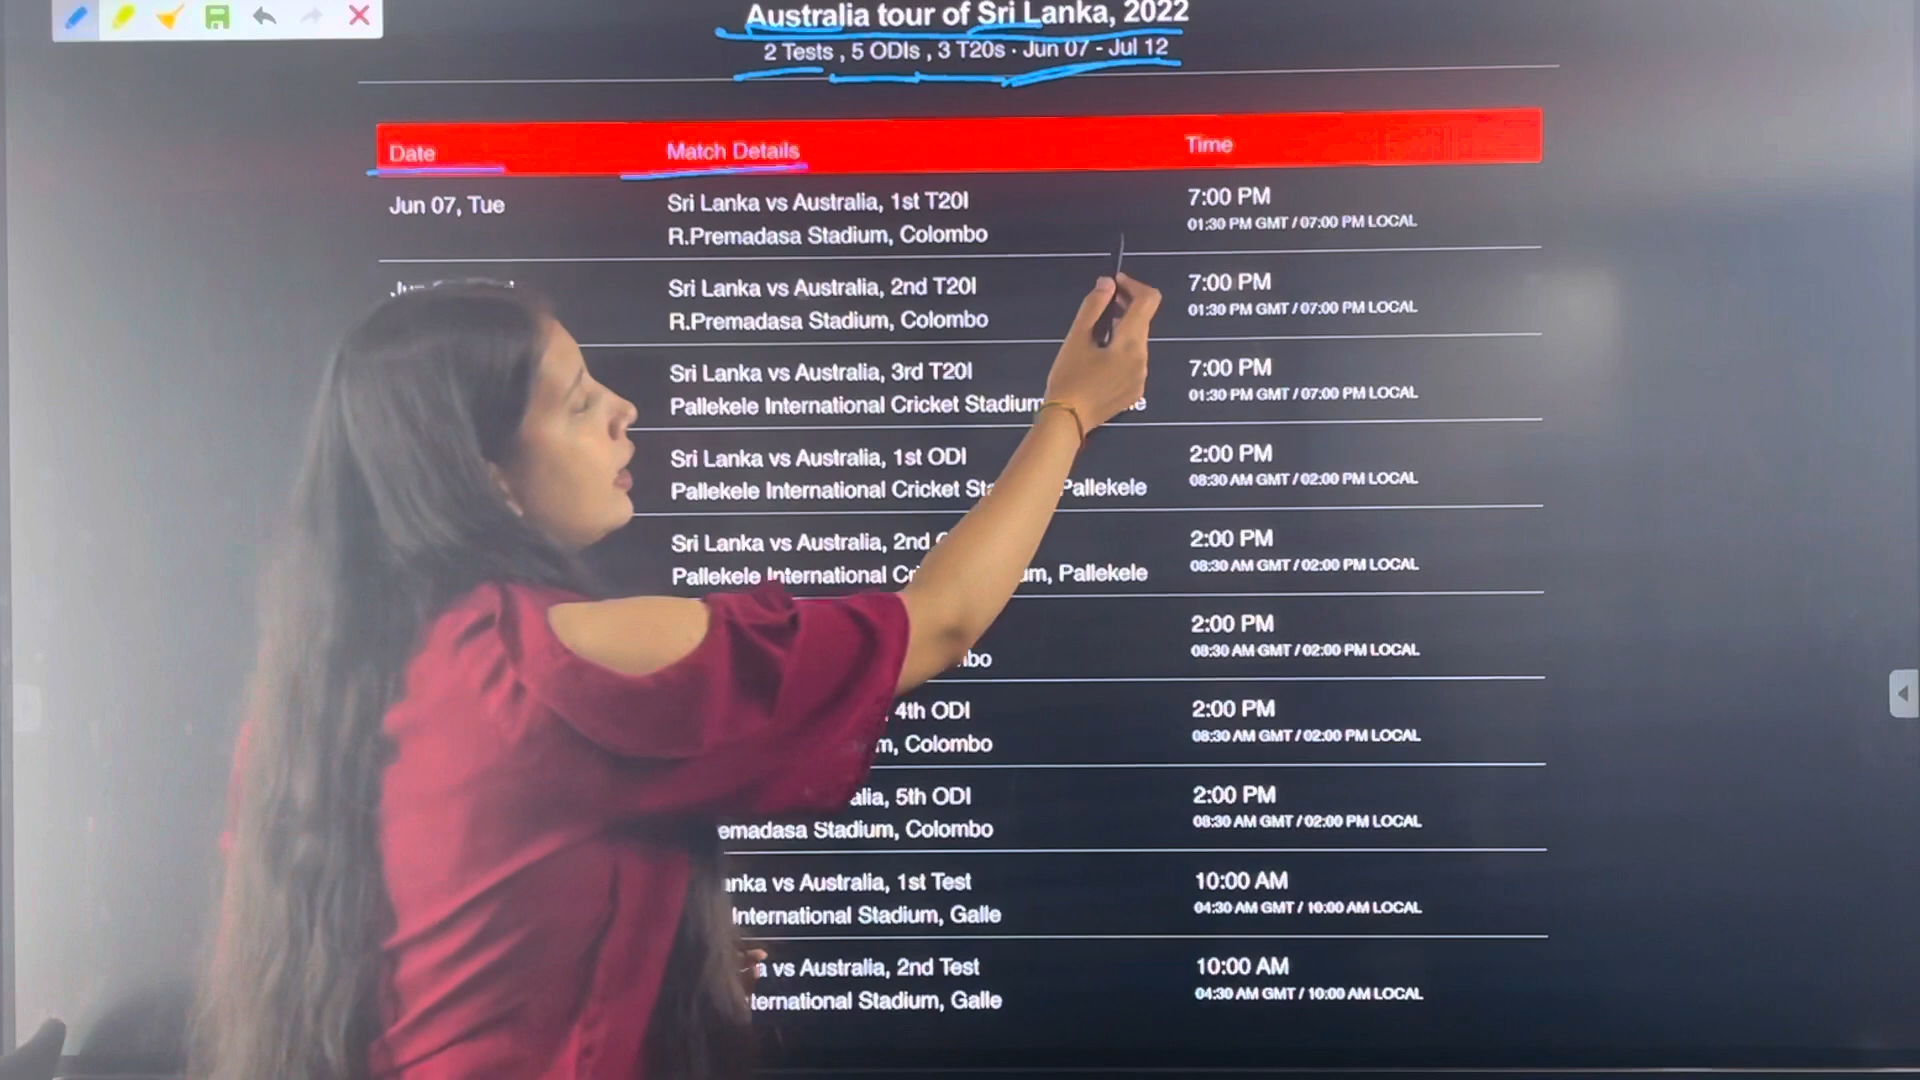 Australia tour of Sri Lanka, 2022
2 Tests , 5 ODIs , 3 T20s · Jun 07 - Jul 12
Date Match Details Time
Jun 07, Tue Sri Lanka vs Australia, 1st T20I 7:00 PM
R.Premadasa Stadium, Colombo 01:30 PM GMT / 07:00 PM LOCAL
Sri Lanka vs Australia, 2nd T20I 7:00 PM
R.Premadasa Stadium, Colombo 01:30 PM GMT / 07:00 PM LOCAL
Sri Lanka vs Australia, 3rd T20I 7:00 PM
Pallekele International Cricket Stadium 01:30 PM GMT / 07:00 PM LOCAL
Sri Lanka vs Australia, 1st ODI 2:00 PM
Pallekele International Cricket Pallekele 08:30 AM GMT / 02:00 PM LOCAL
Sri Lanka vs Australia, 2nd 2:00 PM
Pallekele International Pallekele 08:30 AM GMT / 02:00 PM LOCAL
2:00 PM
08:30 AM GMT / 02:00 PM LOCAL
4th ODI 2:00 PM
Colombo 08:30 AM GMT / 02:00 PM LOCAL
5th ODI 2:00 PM
Stadium, Colombo 08:30 AM GMT / 02:00 PM LOCAL
vs Australia, 1st Test 10:00 AM
International Stadium, Galle 04:30 AM GMT / 10:00 AM LOCAL
vs Australia, 2nd Test 10:00 AM
Stadium, Galle 04:30 AM GMT / 10:00 AM LOCAL